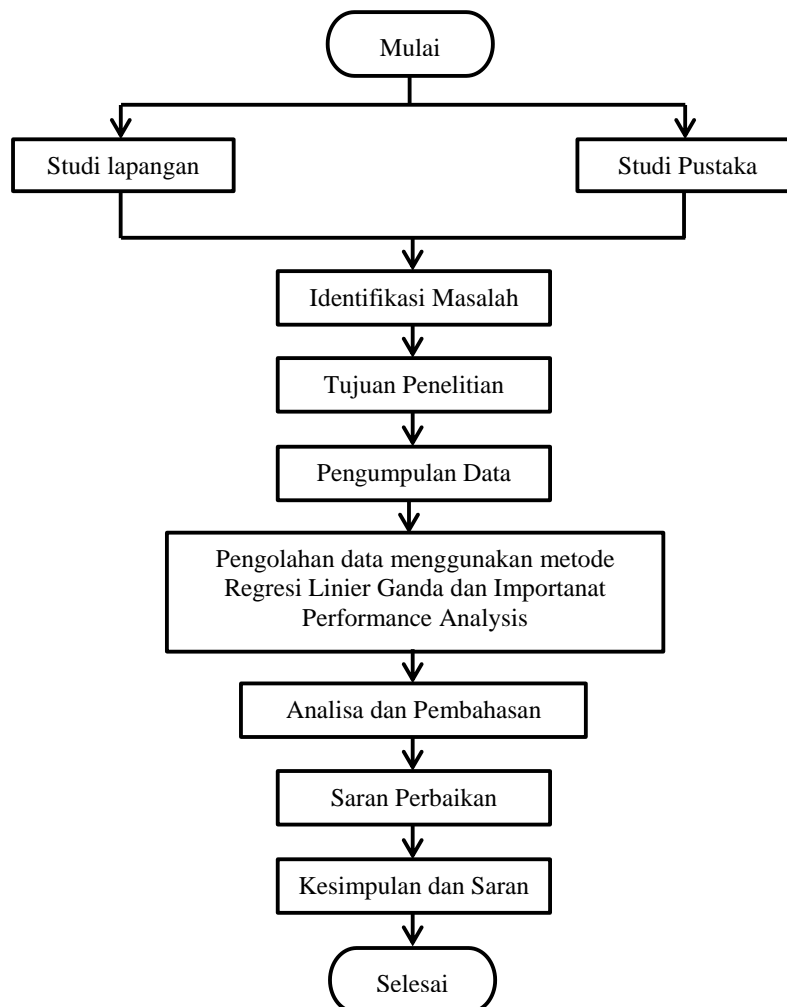 Mulai
Studi lapangan
Studi Pustaka
Identifikasi Masalah
Tujuan Penelitian
Pengumpulan Data
Pengolahan data menggunakan metode
Regresi Linier Ganda dan Importanat
Performance Analysis
Analisa dan Pembahasan
Saran Perbaikan
Kesimpulan dan Saran
Selesai